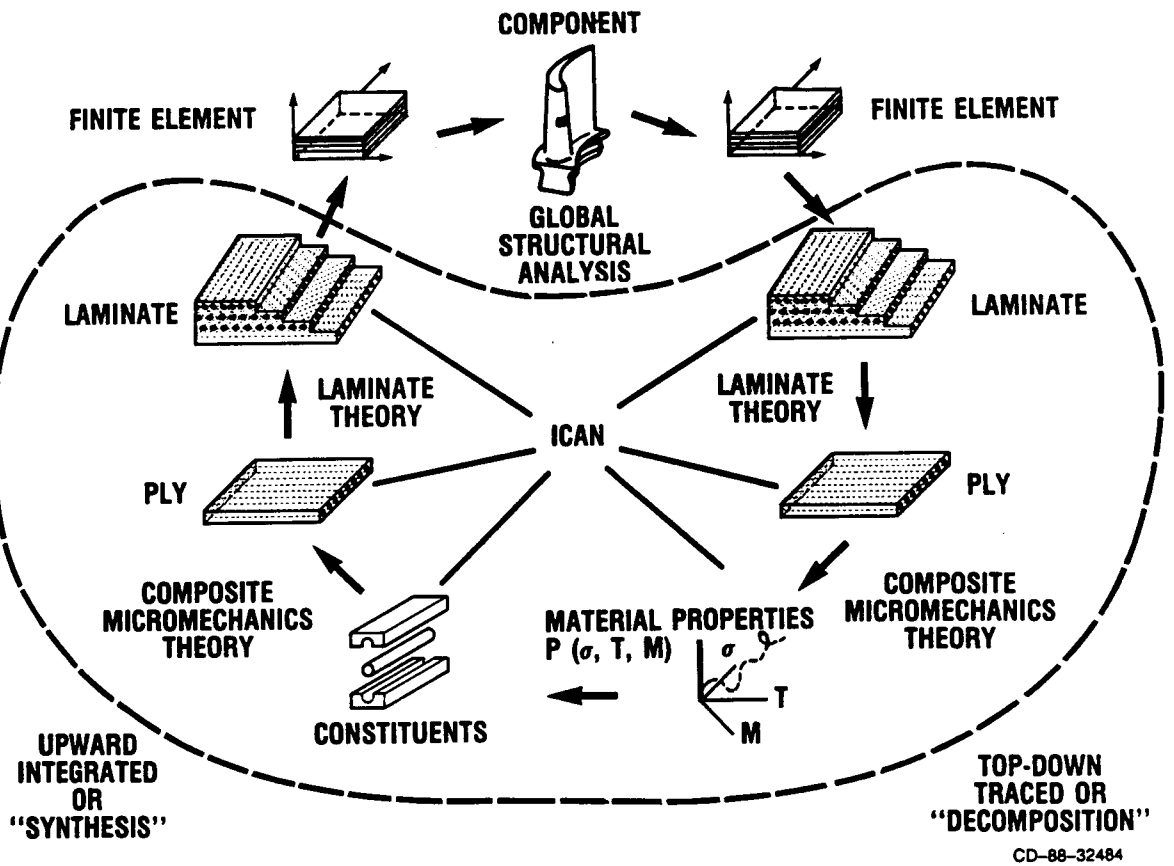 COMPONENT
FINITE ELEMENT
FINITE ELEMENT
GLOBAL
STRUCTURAL
ANALYSIS
LAMINATE
LAMINATE
LAMINATE
THEORY
LAMINATE
THEORY
ICAN
PLY
PLY
COMPOSITE
MICROMECHANICS
THEORY
COMPOSITE
MICROMECHANICS
THEORY
MATERIAL PROPERTIES
P (σ, T, M)
σ
T
M
CONSTITUENTS
UPWARD
INTEGRATED
OR
"SYNTHESIS"
TOP-DOWN
TRACED OR
"DECOMPOSITION"
CD-88-32484